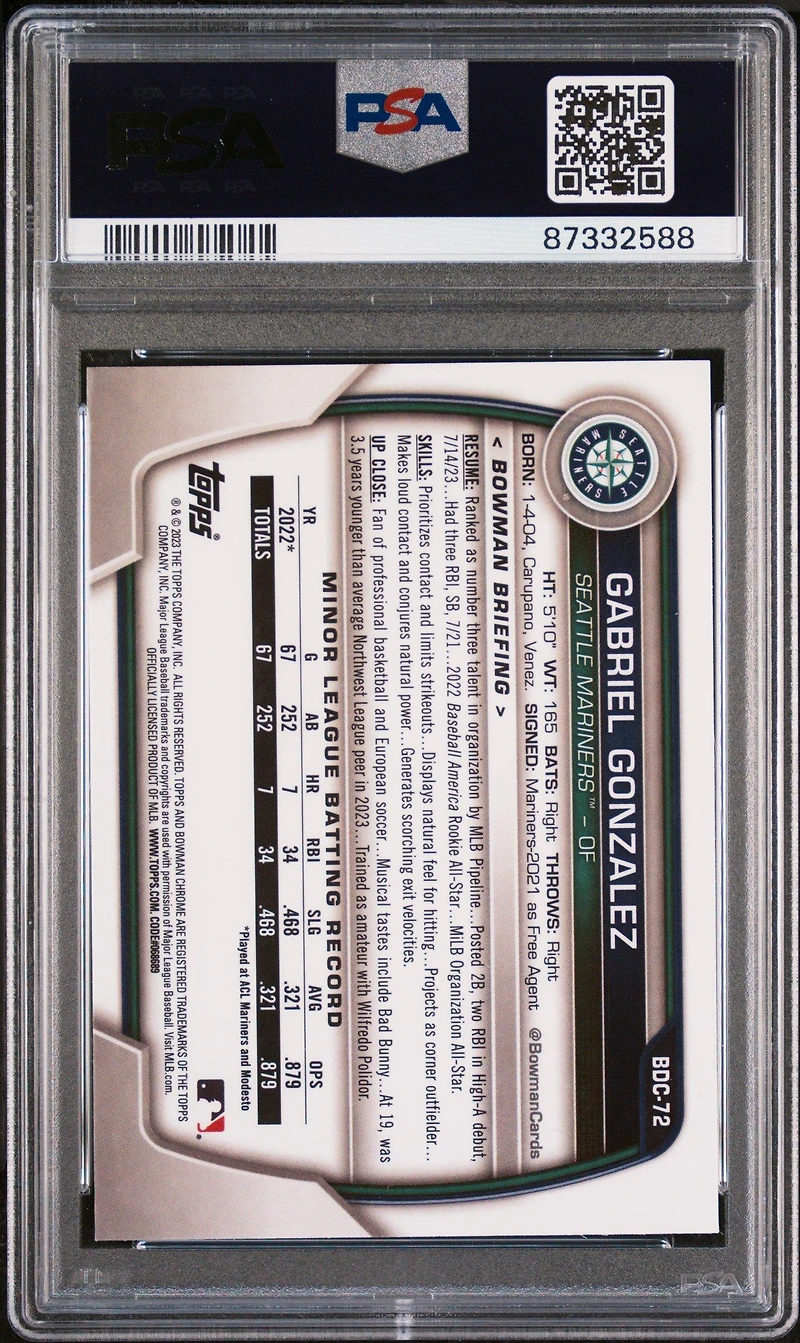 PSA PSA PSA
PSA
PSA PSA PSA
PSA
87332588
BDC-72
SEATTLE MARINERS
GABRIEL GONZALEZ
SEATTLE MARINERS™ – OF
HT: 5'10" WT: 165 BATS: Right THROWS: Right
BORN: 1-4-04, Carupano, Venez. SIGNED: Mariners-2021 as Free Agent @BowmanCards
< BOWMAN BRIEFING >
RESUME: Ranked as number three talent in organization by MLB Pipeline...Posted 2B, two RBI in High-A debut,
7/14/23...Had three RBI, SB, 7/21...2022 Baseball America Rookie All-Star...MiLB Organization All-Star.
SKILLS: Prioritizes contact and limits strikeouts...Displays natural feel for hitting...Projects as corner outfielder...
Makes loud contact and conjures natural power...Generates scorching exit velocities.
UP CLOSE: Fan of professional basketball and European soccer...Musical tastes include Bad Bunny...At 19, was
3.5 years younger than average Northwest League peer in 2023...Trained as amateur with Wilfredo Polidor.
MINOR LEAGUE BATTING RECORD
YR G AB HR RBI SLG AVG OPS
2022* 67 252 7 34 .468 .321 .879
TOTALS 67 252 7 34 .468 .321 .879
*Played at ACL Mariners and Modesto
topps®
® & © 2023 THE TOPPS COMPANY, INC. ALL RIGHTS RESERVED. TOPPS AND BOWMAN CHROME ARE REGISTERED TRADEMARKS OF THE TOPPS
COMPANY, INC. Major League Baseball trademarks and copyrights are used with permission of Major League Baseball. Visit MLB.com.
OFFICIALLY LICENSED PRODUCT OF MLB. WWW.TOPPS.COM. CODE#068689
PSA